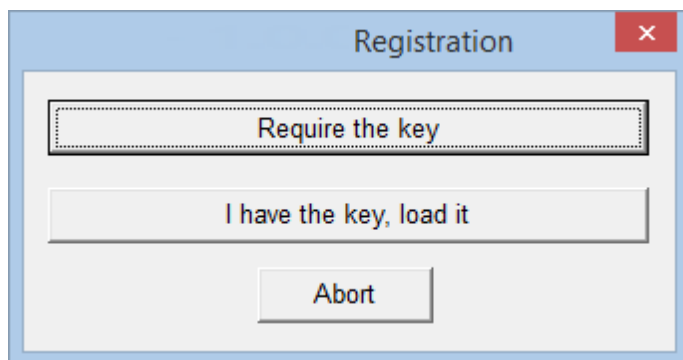 Registration
Require the key
I have the key, load it
Abort